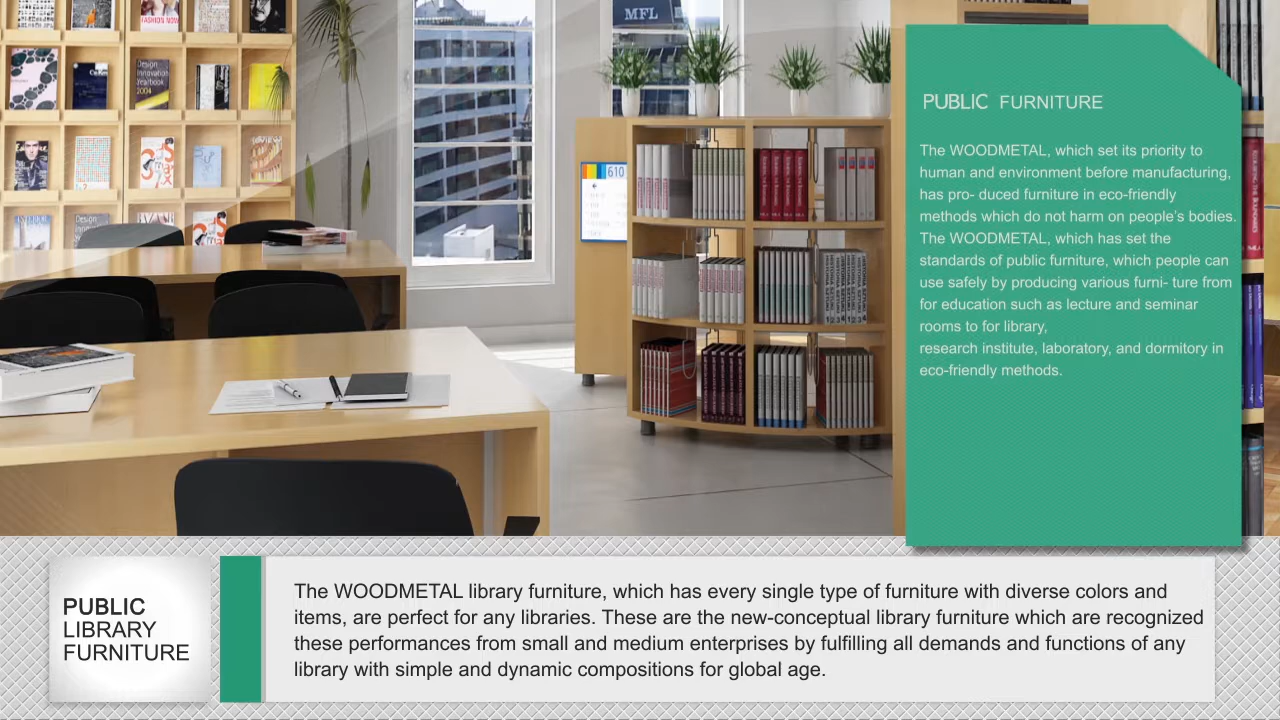 MFL
Design
Innovation
Yearbook
2004
610
PUBLIC FURNITURE
The WOODMETAL, which set its priority to
human and environment before manufacturing,
has pro- duced furniture in eco-friendly
methods which do not harm on people's bodies.
The WOODMETAL, which has set the
standards of public furniture, which people can
use safely by producing various furni- ture from
for education such as lecture and seminar
rooms to for library,
research institute, laboratory, and dormitory in
eco-friendly methods.
PUBLIC
LIBRARY
FURNITURE
The WOODMETAL library furniture, which has every single type of furniture with diverse colors and
items, are perfect for any libraries. These are the new-conceptual library furniture which are recognized
these performances from small and medium enterprises by fulfilling all demands and functions of any
library with simple and dynamic compositions for global age.